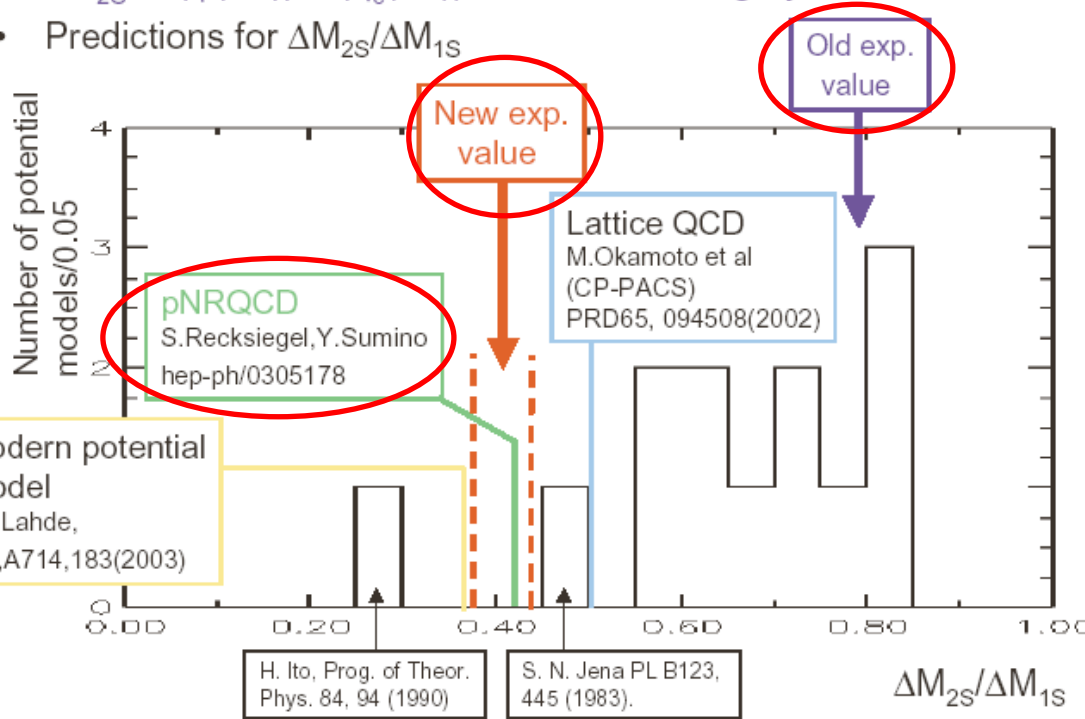 • Predictions for ΔM2S/ΔM1S
Old exp.
value
New exp.
value
Number of potential
models/0.05
4
3
2
0
Lattice QCD
M.Okamoto et al
(CP-PACS)
PRD65, 094508(2002)
pNRQCD
S.Recksiegel,Y.Sumino
hep-ph/0305178
odern potential
odel
Lahde,
,A714,183(2003)
0.00 0.20 0.40 0.60 0.80 1.00
H. Ito, Prog. of Theor.
Phys. 84, 94 (1990)
S. N. Jena PL B123,
445 (1983).
ΔM2S/ΔM1S